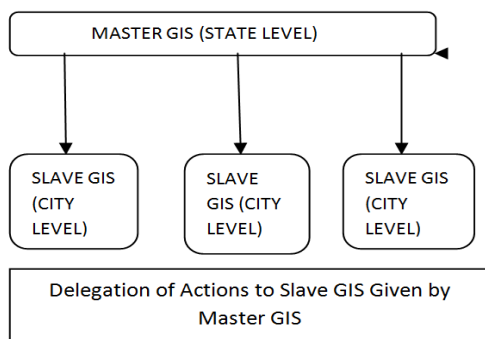 MASTER GIS (STATE LEVEL)
SLAVE GIS
(CITY
LEVEL)
SLAVE
GIS (CITY
LEVEL)
SLAVE GIS
(CITY
LEVEL)
Delegation of Actions to Slave GIS Given by
Master GIS